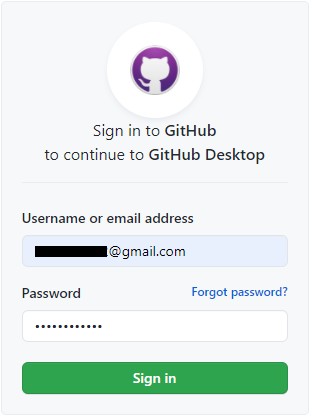 Sign in to GitHub
to continue to GitHub Desktop
Username or email address
@gmail.com
Password
Forgot password?
••••••••••••
Sign in